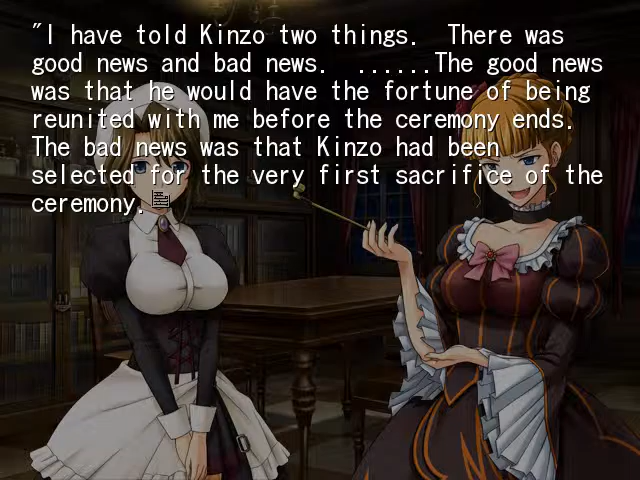 "I have told Kinzo two things.  There was
good news and bad news.  ......The good news
was that he would have the fortune of being
reunited with me before the ceremony ends.
The bad news was that Kinzo had been
selected for the very first sacrifice of the
ceremony.